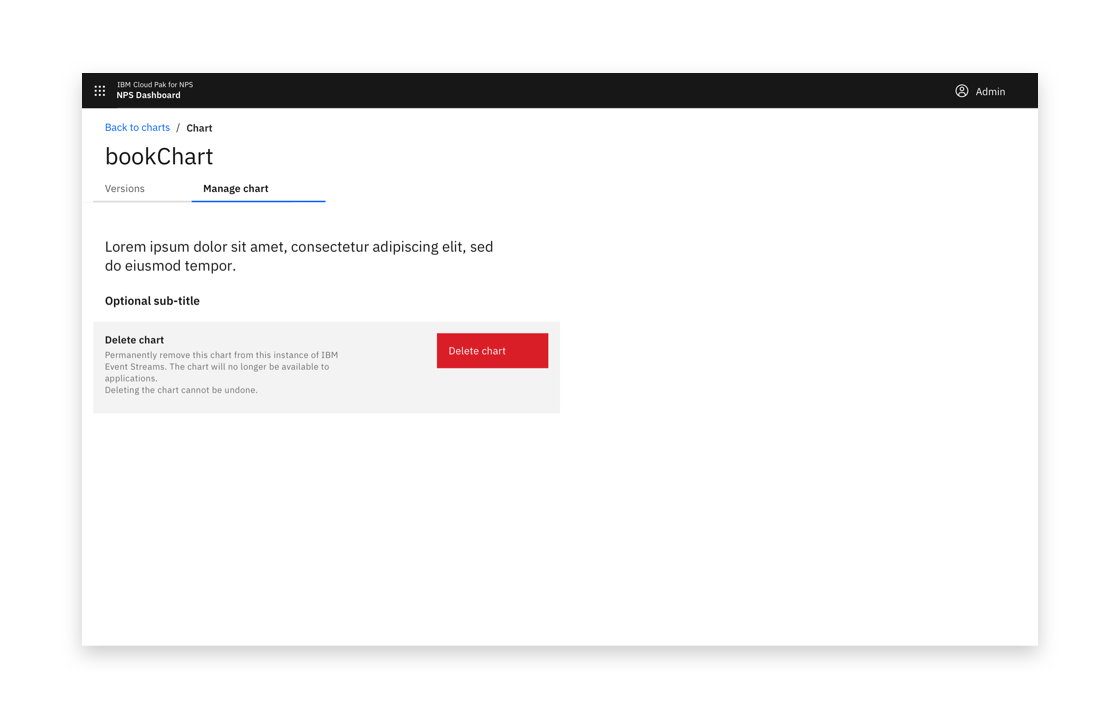 IBM Cloud Pak for NPS
NPS Dashboard
Admin
Back to charts / Chart
bookChart
Versions
Manage chart
Lorem ipsum dolor sit amet, consectetur adipiscing elit, sed
do eiusmod tempor.
Optional sub-title
Delete chart
Permanently remove this chart from this instance of IBM
Event Streams. The chart will no longer be available to
applications.
Deleting the chart cannot be undone.
Delete chart